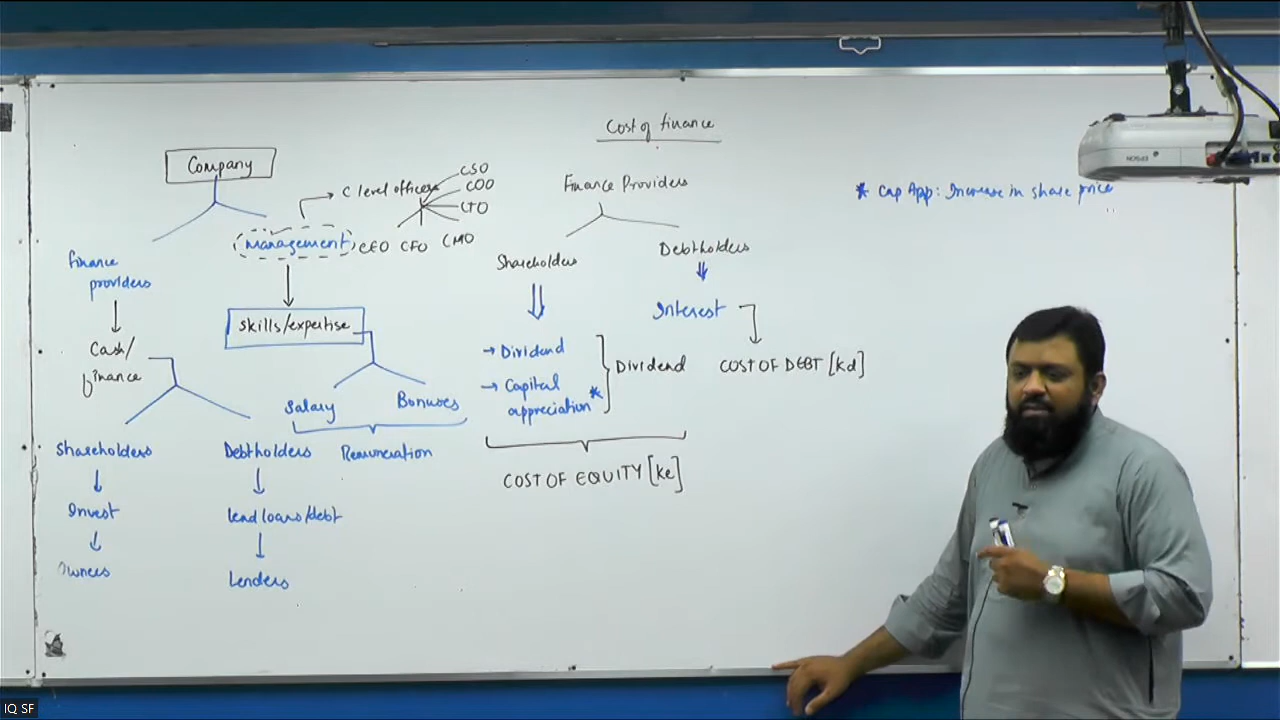 Cost of finance
Company
C level officers
CSO
COO
CTO
CMO
CFO
CEO
management
Finance
providers
Cash/
finance
skills/expertise
Salary
Bonuses
Remuneration
Shareholders
Invest
Owners
Debtholders
lend loans/debt
Lenders
Finance Providers
Shareholders
→ Dividend
→ Capital
appreciation *
Dividend
COST OF EQUITY [Ke]
Debtholders
Interest
COST OF DEBT [Kd]
* Cap App: Increase in share price
EPSON
IQ SF